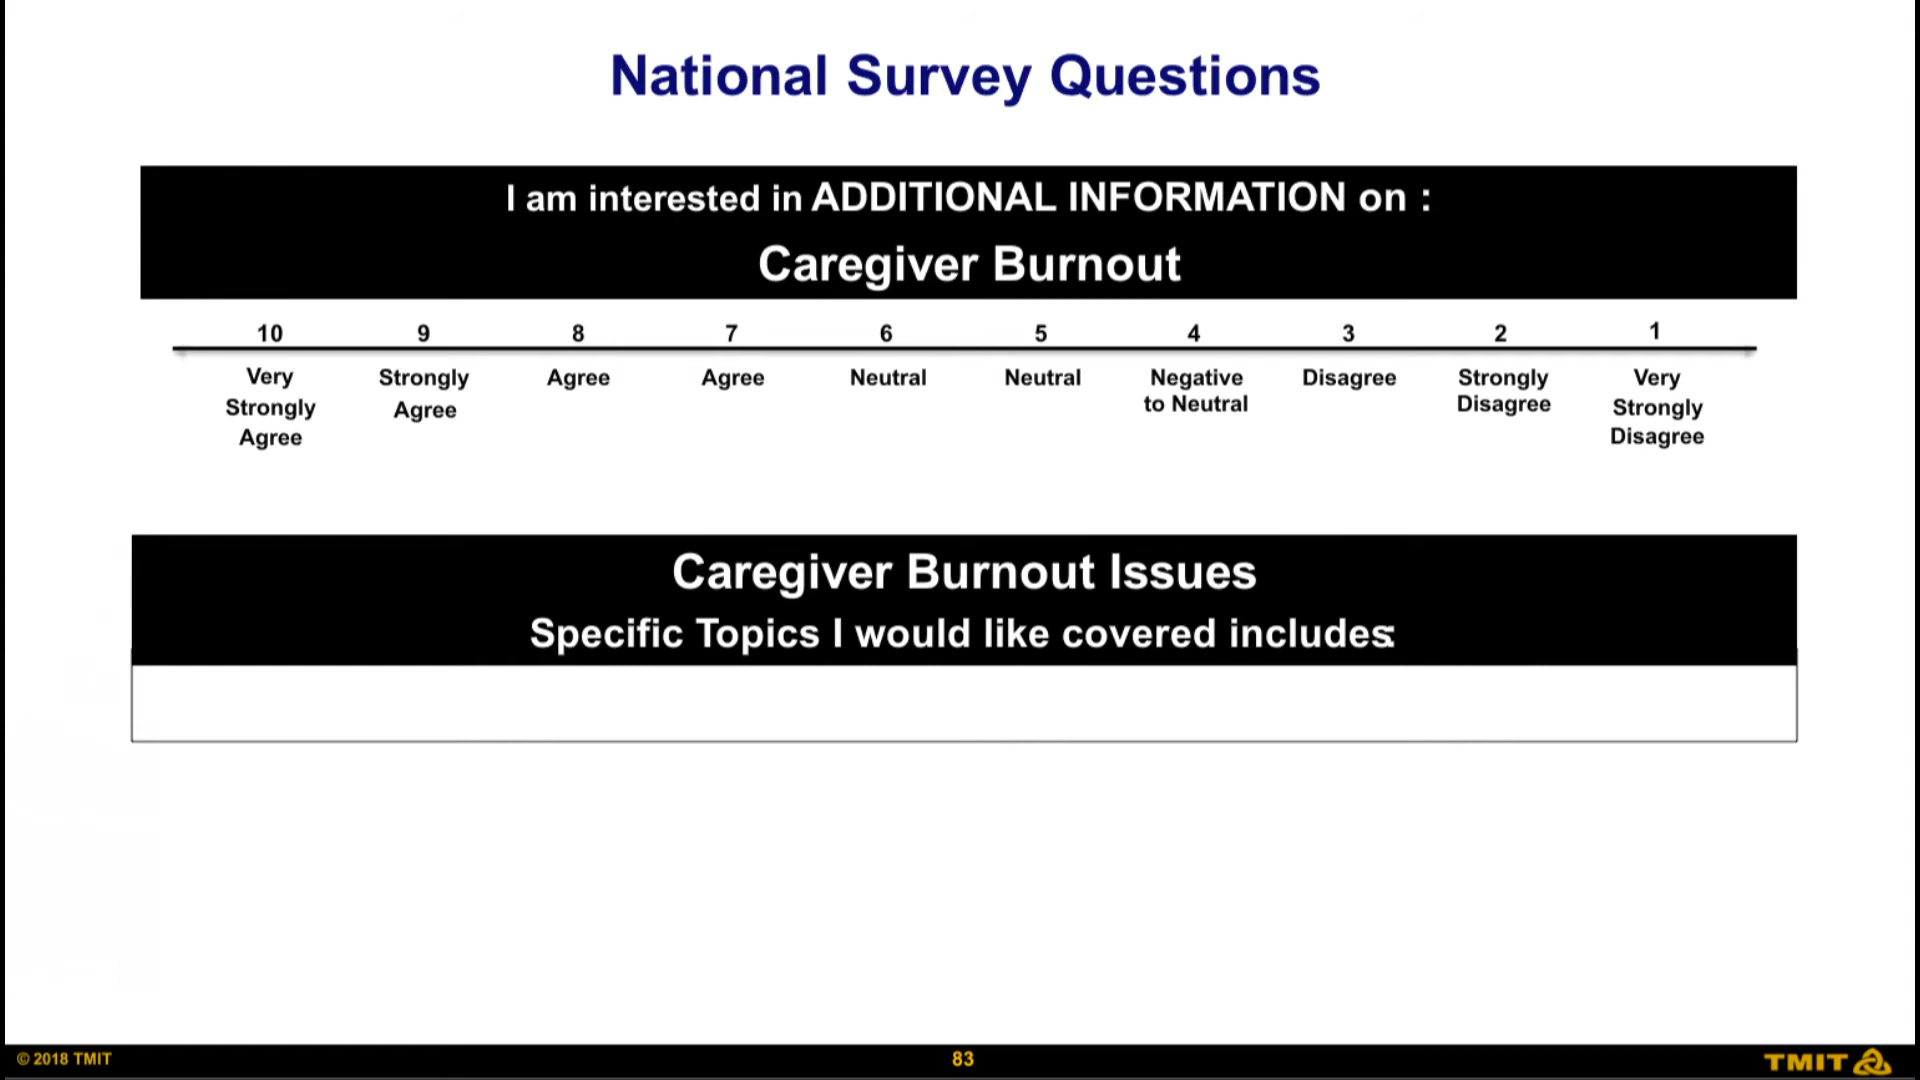 National Survey Questions
I am interested in ADDITIONAL INFORMATION on :
Caregiver Burnout
10 9 8 7 6 5 4 3 2 1
Very Strongly Agree Strongly Agree Agree Agree Neutral Neutral Negative to Neutral Disagree Strongly Disagree Very Strongly Disagree
Caregiver Burnout Issues
Specific Topics I would like covered includes:
© 2018 TMIT 83 TMIT